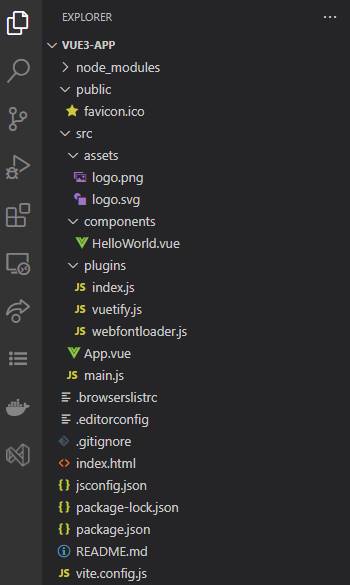 EXPLORER
VUE3-APP
node_modules
public
favicon.ico
src
assets
logo.png
logo.svg
components
HelloWorld.vue
plugins
JS index.js
JS vuetify.js
JS webfontloader.js
App.vue
JS main.js
.browserslistrc
.editorconfig
.gitignore
index.html
{} jsconfig.json
{} package-lock.json
{} package.json
README.md
JS vite.config.js